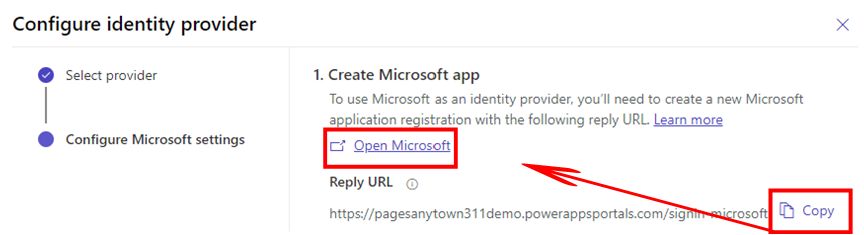 Configure identity provider
Select provider
Configure Microsoft settings
1. Create Microsoft app
To use Microsoft as an identity provider, you'll need to create a new Microsoft
application registration with the following reply URL. Learn more
Open Microsoft
Reply URL
https://pagesanytown311demo.powerappsportals.com/signin-microsoft
Copy